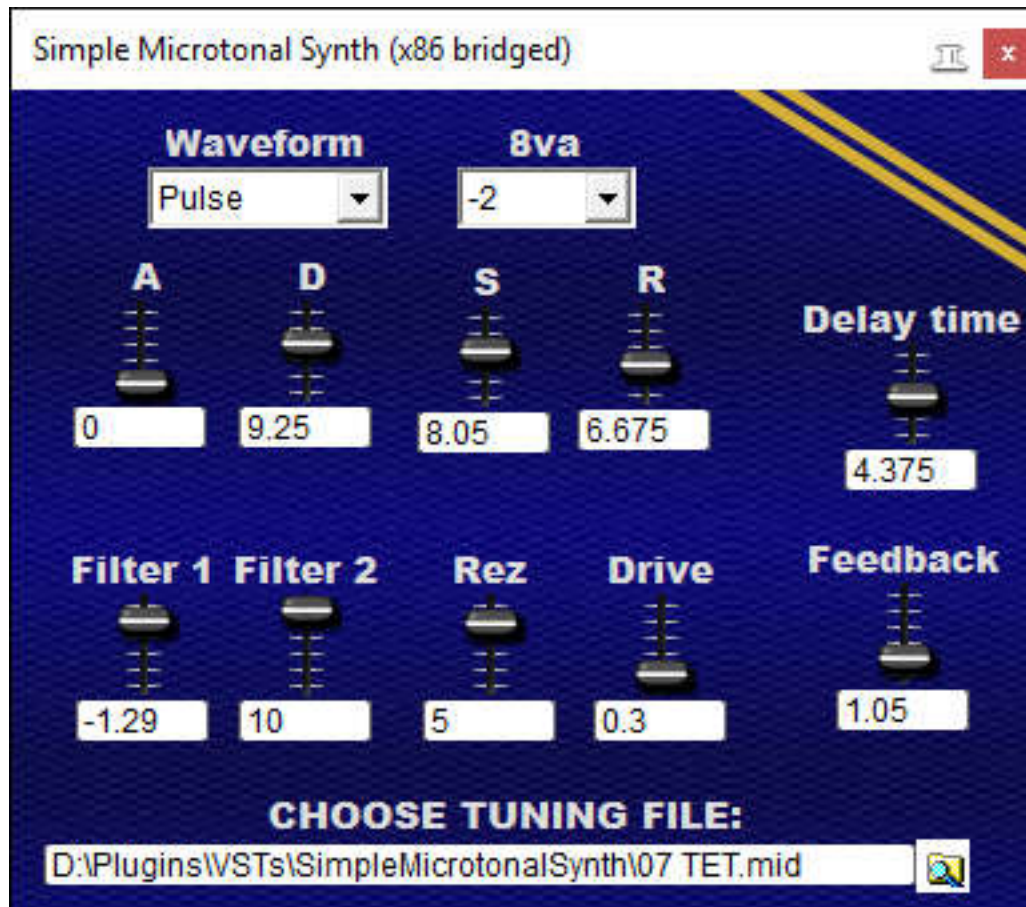 Simple Microtonal Synth (x86 bridged)
x
Waveform 8va
Pulse -2
A D S R
Delay time
0 9.25 8.05 6.675
4.375
Filter 1 Filter 2 Rez Drive Feedback
-1.29 10 5 0.3 1.05
CHOOSE TUNING FILE:
D:\Plugins\VSTs\SimpleMicrotonalSynth\07 TET.mid